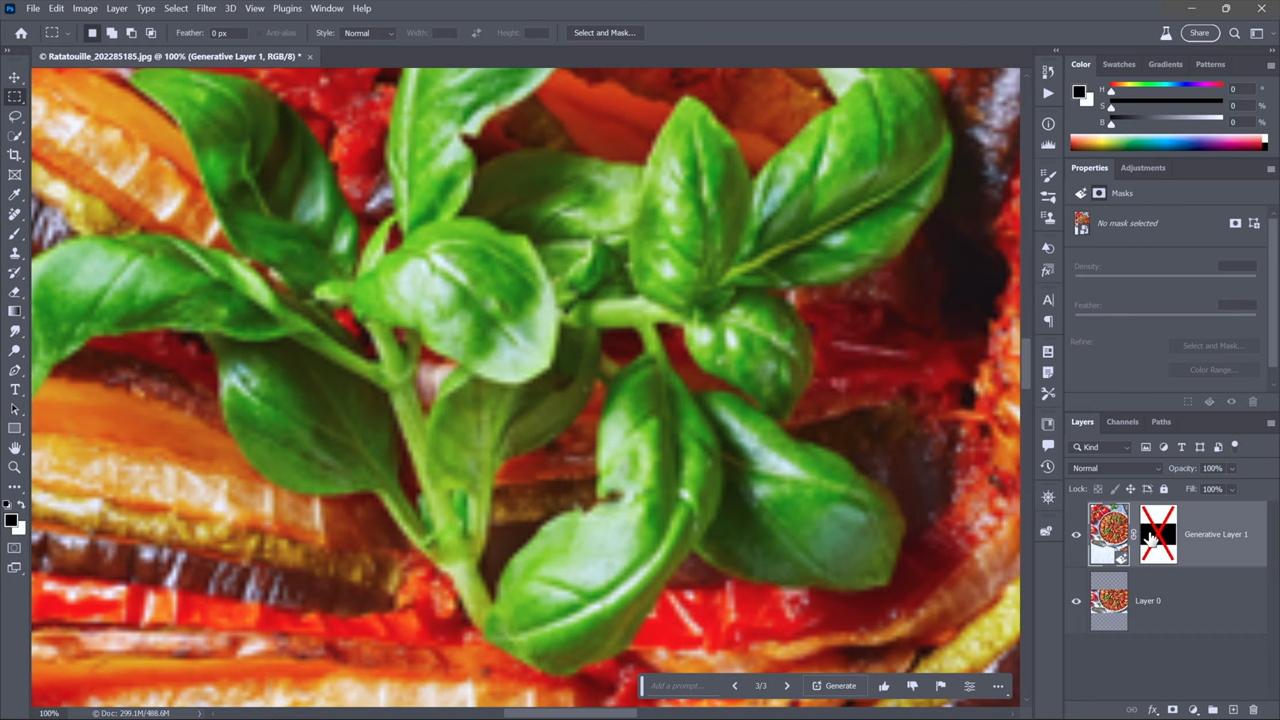 Ps File Edit Image Layer Type Select Filter 3D View Plugins Window Help
Feather: 0 px Anti-alias Style: Normal Width: Height: Select and Mask... Share
© Ratatouille_202285185.jpg @ 100% (Generative Layer 1, RGB/8) * ×
Color Swatches Gradients Patterns
H 0 °
S 0 %
B 0 %
Properties Adjustments
Masks
No mask selected
Density:
Feather:
Refine: Select and Mask...
Color Range...
Layers Channels Paths
Kind
Normal Opacity: 100%
Lock: Fill: 100%
Generative Layer 1
Layer 0
Add a prompt... 3/3 Generate
100% Doc: 299.1M/488.6M